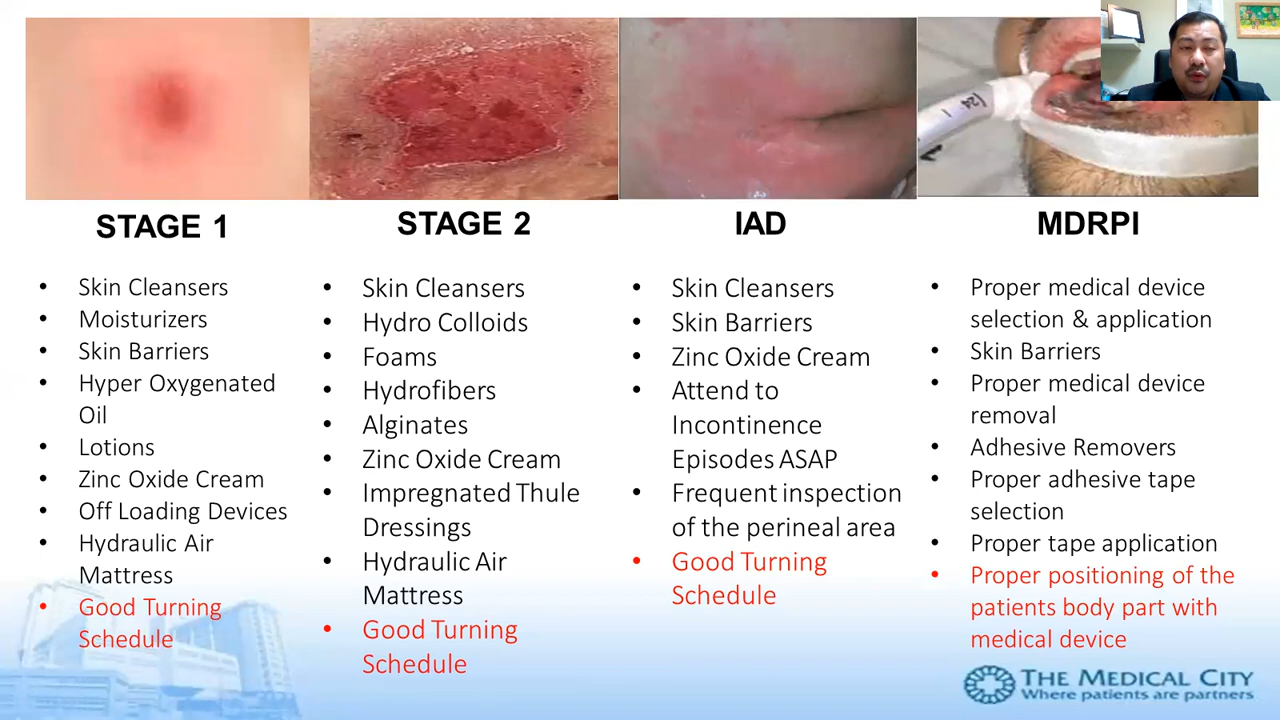 STAGE 1
Skin Cleansers
Moisturizers
Skin Barriers
Hyper Oxygenated
Oil
Lotions
Zinc Oxide Cream
Off Loading Devices
Hydraulic Air
Mattress
Good Turning
Schedule
STAGE 2
Skin Cleansers
Hydro Colloids
Foams
Hydrofibers
Alginates
Zinc Oxide Cream
Impregnated Thule
Dressings
Hydraulic Air
Mattress
Good Turning
Schedule
IAD
Skin Cleansers
Skin Barriers
Zinc Oxide Cream
Attend to
Incontinence
Episodes ASAP
Frequent inspection
of the perineal area
Good Turning
Schedule
MDRPI
Proper medical device
selection & application
Skin Barriers
Proper medical device
removal
Adhesive Removers
Proper adhesive tape
selection
Proper tape application
Proper positioning of the
patients body part with
medical device
THE MEDICAL CITY
Where patients are partners